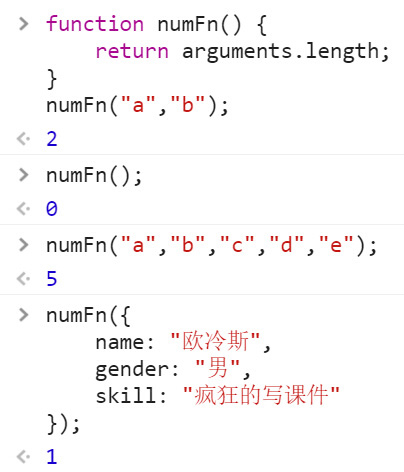 function numFn() {
    return arguments.length;
}
numFn("a","b");
2
numFn();
0
numFn("a","b","c","d","e");
5
numFn({
    name: "欧冷斯",
    gender: "男",
    skill: "疯狂的写课件"
});
1